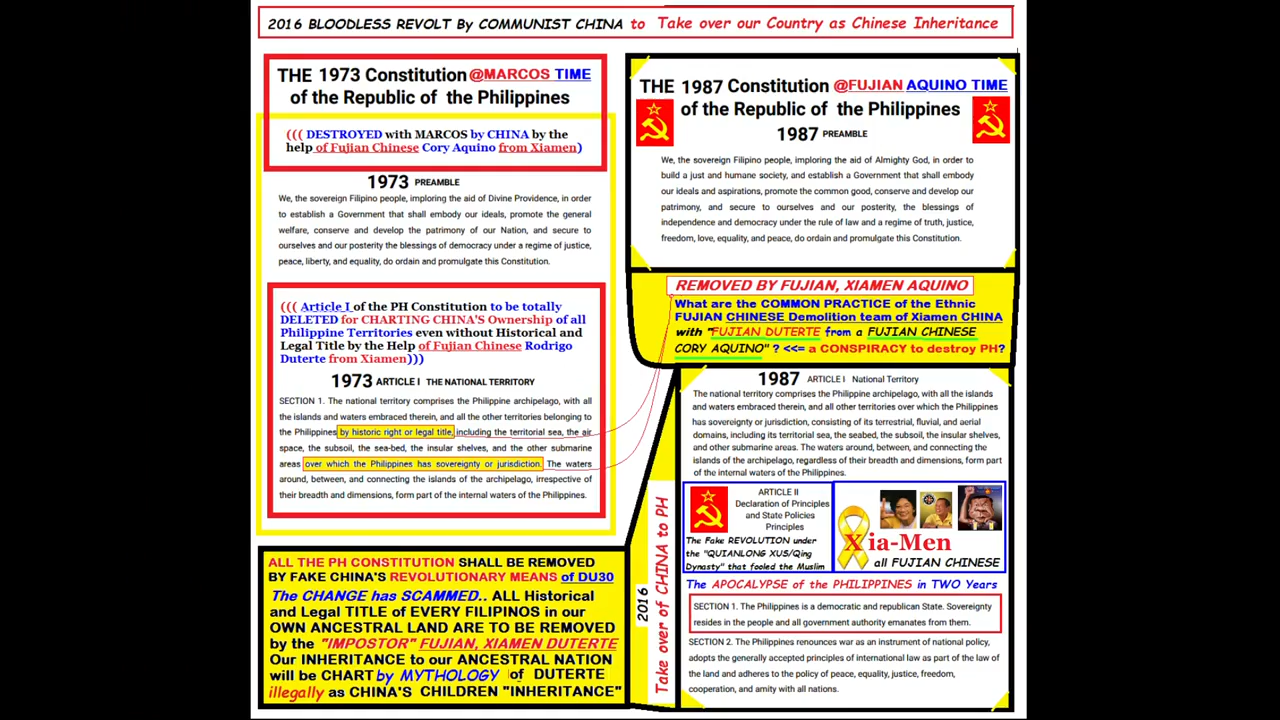 2016 BLOODLESS REVOLT By COMMUNIST CHINA to Take over our Country as Chinese Inheritance
THE 1973 Constitution @MARCOS TIME
of the Republic of the Philippines
((( DESTROYED with MARCOS by CHINA by the
help of Fujian Chinese Cory Aquino from Xiamen)
1973 PREAMBLE
We, the sovereign Filipino people, imploring the aid of Divine Providence, in order
to establish a Government that shall embody our ideals, promote the general
welfare, conserve and develop the patrimony of our Nation, and secure to
ourselves and our posterity the blessings of democracy under a regime of justice,
peace, liberty, and equality, do ordain and promulgate this Constitution.
((( Article I of the PH Constitution to be totally
DELETED for CHARTING CHINA'S Ownership of all
Philippine Territories even without Historical and
Legal Title by the Help of Fujian Chinese Rodrigo
Duterte from Xiamen)))
1973 ARTICLE I THE NATIONAL TERRITORY
SECTION 1. The national territory comprises the Philippine archipelago, with all
the islands and waters embraced therein, and all the other territories belonging to
the Philippines by historic right or legal title, including the territorial sea, the air
space, the subsoil, the sea-bed, the insular shelves, and the other submarine
areas over which the Philippines has sovereignty or jurisdiction. The waters
around, between, and connecting the islands of the archipelago, irrespective of
their breadth and dimensions, form part of the internal waters of the Philippines.
ALL THE PH CONSTITUTION SHALL BE REMOVED
BY FAKE CHINA'S REVOLUTIONARY MEANS of DU30
The CHANGE has SCAMMED.. ALL Historical
and Legal TITLE of EVERY FILIPINOS in our
OWN ANCESTRAL LAND ARE TO BE REMOVED
by the "IMPOSTOR" FUJIAN, XIAMEN DUTERTE
Our INHERITANCE to our ANCESTRAL NATION
will be CHART by MYTHOLOGY of DUTERTE
illegally as CHINA'S CHILDREN "INHERITANCE"
THE 1987 Constitution @FUJIAN AQUINO TIME
of the Republic of the Philippines
1987 PREAMBLE
We, the sovereign Filipino people, imploring the aid of Almighty God, in order to
build a just and humane society, and establish a Government that shall embody
our ideals and aspirations, promote the common good, conserve and develop our
patrimony, and secure to ourselves and our posterity, the blessings of
independence and democracy under the rule of law and a regime of truth, justice,
freedom, love, equality, and peace, do ordain and promulgate this Constitution.
REMOVED BY FUJIAN, XIAMEN AQUINO
What are the COMMON PRACTICE of the Ethnic
FUJIAN CHINESE Demolition team of Xiamen CHINA
with "FUJIAN DUTERTE from a FUJIAN CHINESE
CORY AQUINO" ? <<= a CONSPIRACY to destroy PH?
1987 ARTICLE I National Territory
The national territory comprises the Philippine archipelago, with all the islands
and waters embraced therein, and all other territories over which the Philippines
has sovereignty or jurisdiction, consisting of its terrestrial, fluvial, and aerial
domains, including its territorial sea, the seabed, the subsoil, the insular shelves,
and other submarine areas. The waters around, between, and connecting the
islands of the archipelago, regardless of their breadth and dimensions, form part
of the internal waters of the Philippines.
2016
Take over of CHINA to PH
ARTICLE II
Declaration of Principles
and State Policies
Principles
The Fake REVOLUTION under
the "QUIANLONG XUS/Qing
Dynasty" that fooled the Muslim
Xia-Men
all FUJIAN CHINESE
The APOCALYPSE of the PHILIPPINES in TWO Years
SECTION 1. The Philippines is a democratic and republican State. Sovereignty
resides in the people and all government authority emanates from them.
SECTION 2. The Philippines renounces war as an instrument of national policy,
adopts the generally accepted principles of international law as part of the law of
the land and adheres to the policy of peace, equality, justice, freedom,
cooperation, and amity with all nations.